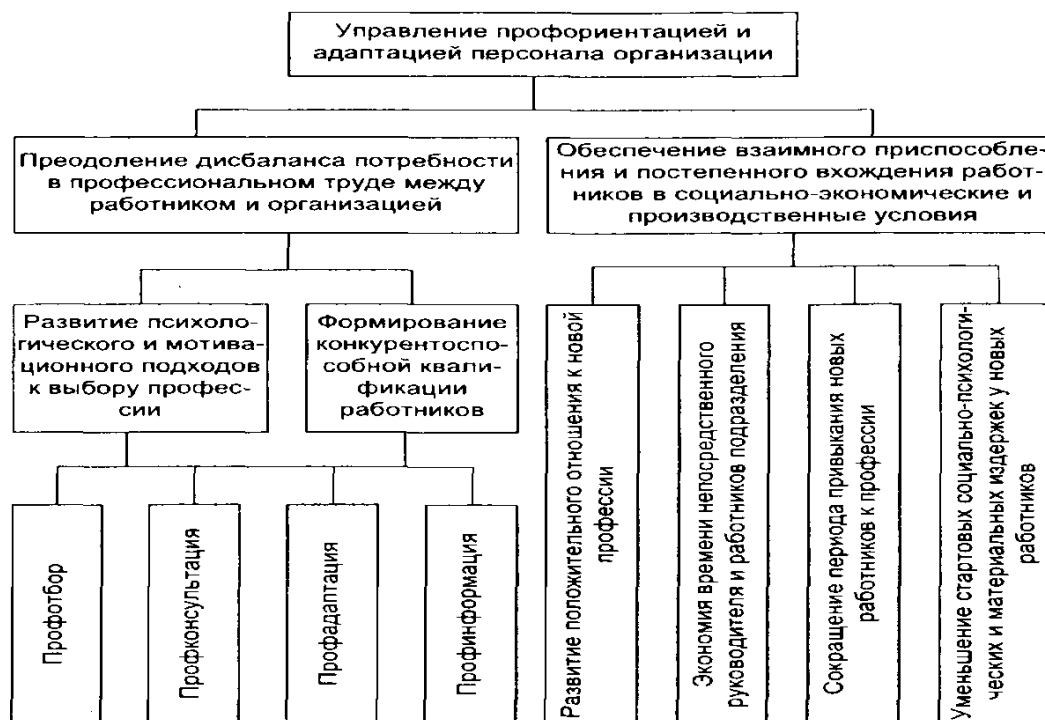 Управление профориентацией и
адаптацией персонала организации
Преодоление дисбаланса потребности
в профессиональном труде между
работником и организацией
Обеспечение взаимного приспособле-
ния и постепенного вхождения работ-
ников в социально-экономические и
производственные условия
Развитие психоло-
гического и мотива-
ционного подходов
к выбору профес-
сии
Формирование
конкурентоспо-
собной квали-
фикации
работников
Профотбор
Профконсультация
Профадаптация
Профинформация
Развитие положительного отношения к новой
профессии
Экономия времени непосредственного
руководителя и работников подразделения
Сокращение периода привыкания новых
работников к профессии
Уменьшение стартовых социально-психологи-
ческих и материальных издержек у новых
работников